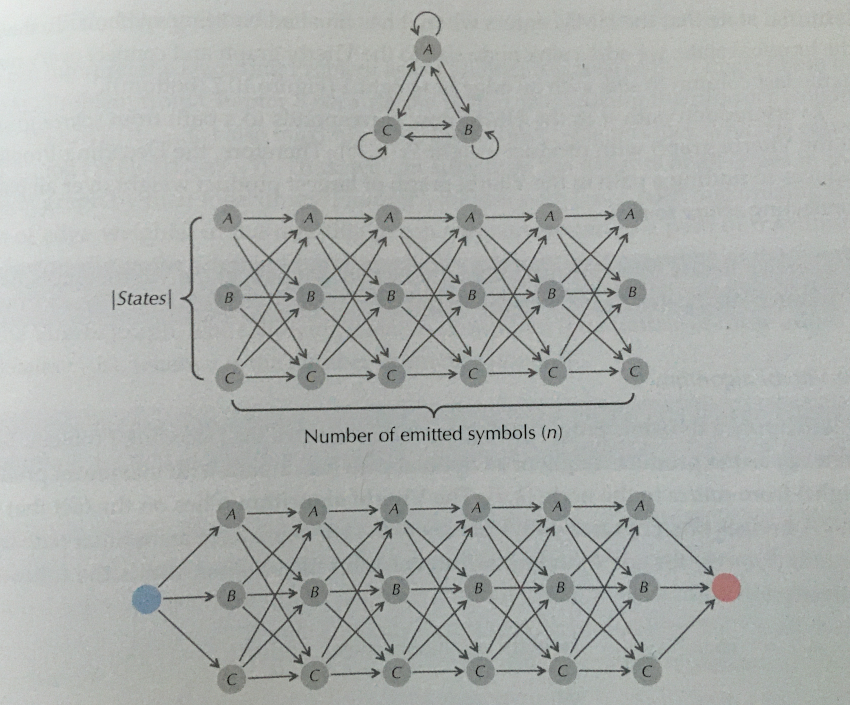 A
C B
A A A A A A
|States| B B B B B B
C C C C C C
Number of emitted symbols (n)
A A A A A A
B B B B B B
C C C C C C